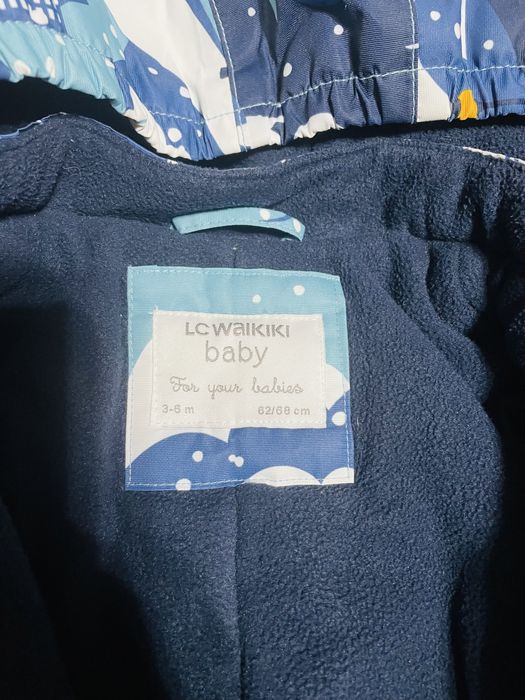 LC WAIKIKI
baby
For your babies
3-6 m 62/68 cm